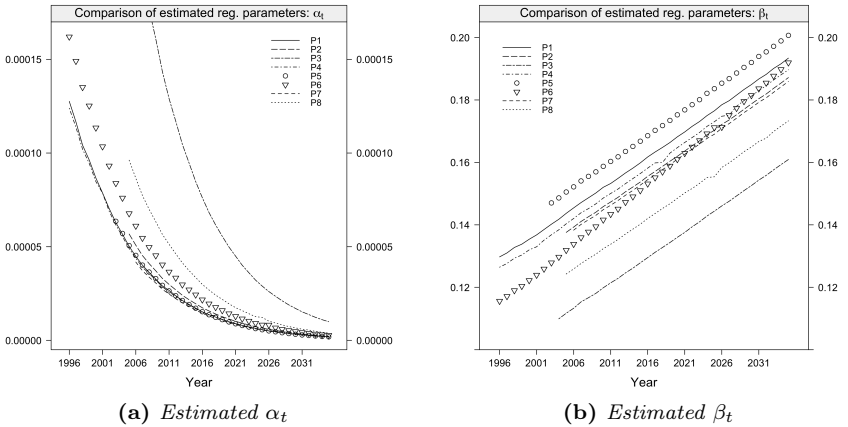 Comparison of estimated reg. parameters: αt
0.00015
0.00010
0.00005
0.00000
0.00015
0.00010
0.00005
0.00000
P1
P2
P3
P4
P5
P6
P7
P8
1996 2001 2006 2011 2016 2021 2026 2031
Year
(a) Estimated αt
Comparison of estimated reg. parameters: βt
0.20
0.18
0.16
0.14
0.12
0.20
0.18
0.16
0.14
0.12
P1
P2
P3
P4
P5
P6
P7
P8
1996 2001 2006 2011 2016 2021 2026 2031
Year
(b) Estimated βt